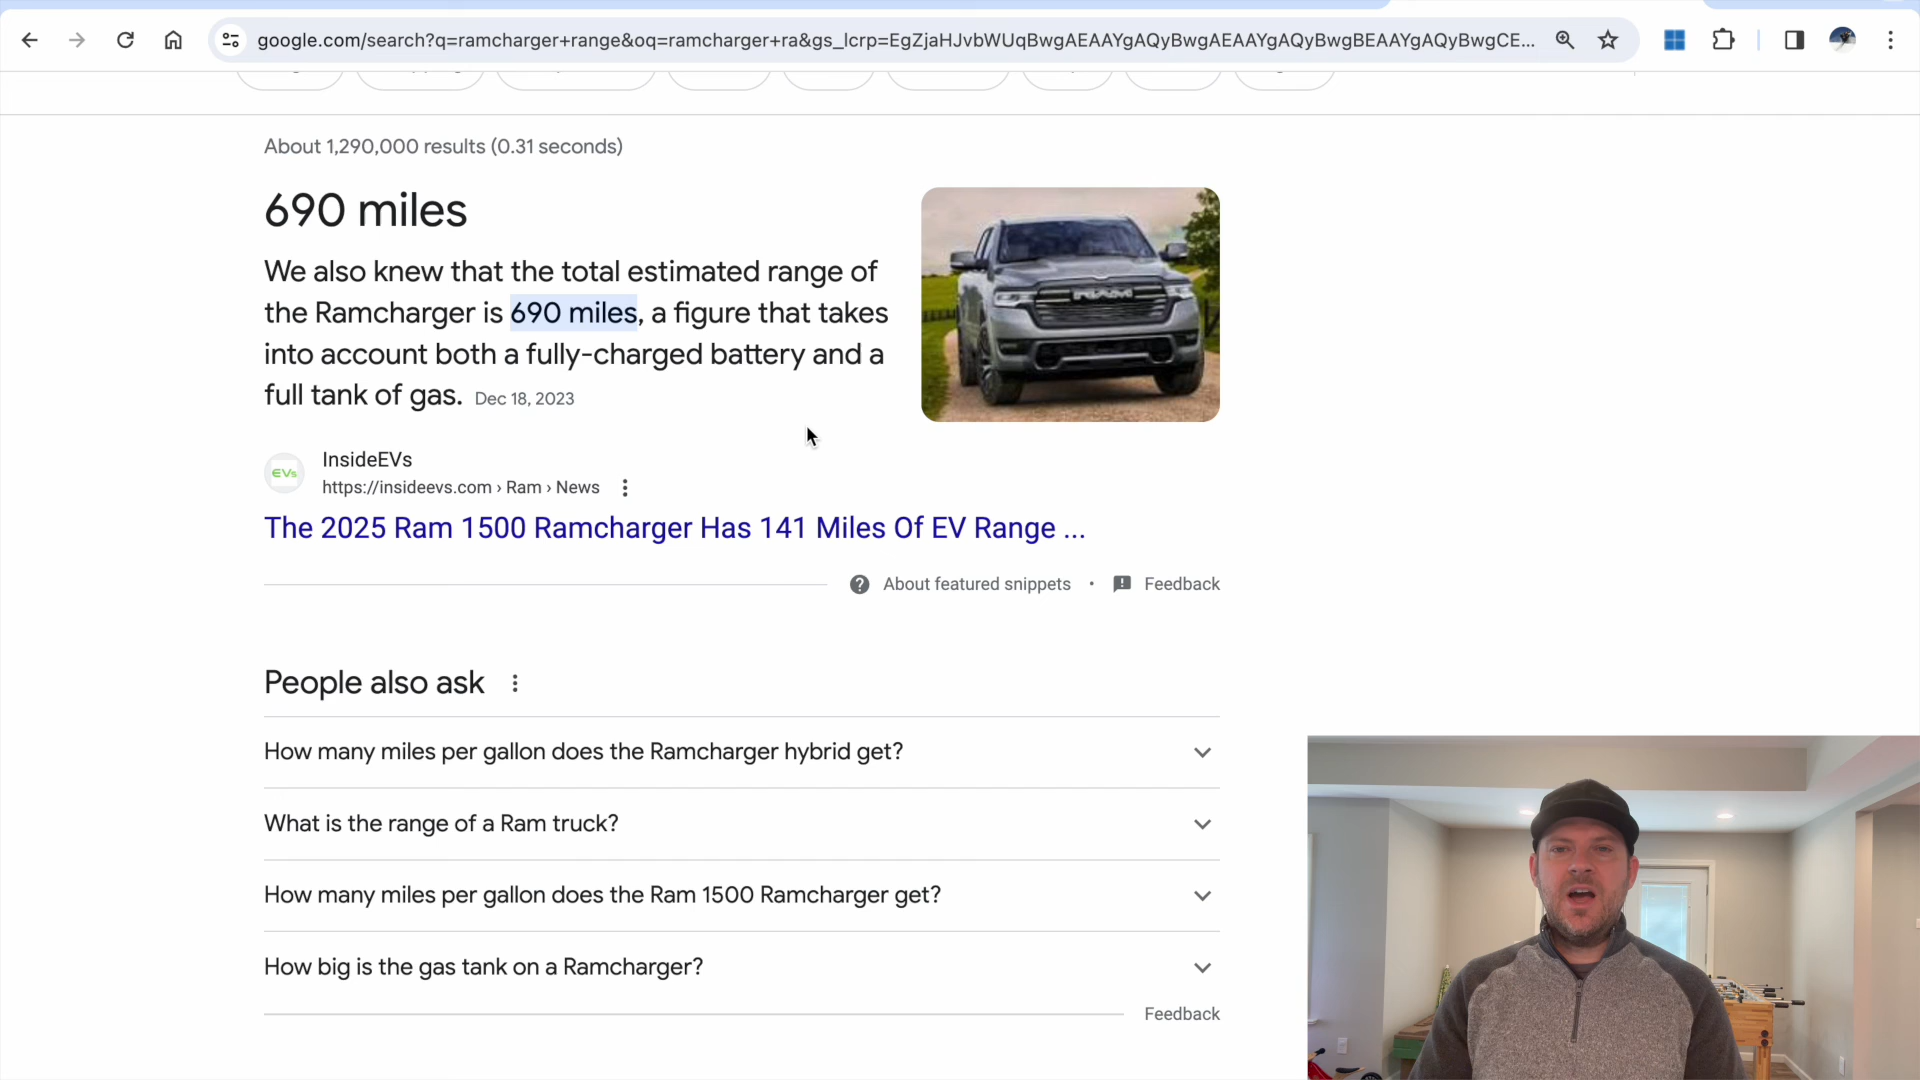 google.com/search?q=ramcharger+range&oq=ramcharger+ra&gs_lcrp=EgZjaHJvbWUqBwgAEAAYgAQyBwgAEAAYgAQyBwgBEAAYgAQyBwgCE...
About 1,290,000 results (0.31 seconds)
690 miles
We also knew that the total estimated range of
the Ramcharger is 690 miles, a figure that takes
into account both a fully-charged battery and a
full tank of gas. Dec 18, 2023
RAM
EVs
InsideEVs
https://insideevs.com › Ram › News
The 2025 Ram 1500 Ramcharger Has 141 Miles Of EV Range ...
About featured snippets • Feedback
People also ask
How many miles per gallon does the Ramcharger hybrid get?
What is the range of a Ram truck?
How many miles per gallon does the Ram 1500 Ramcharger get?
How big is the gas tank on a Ramcharger?
Feedback